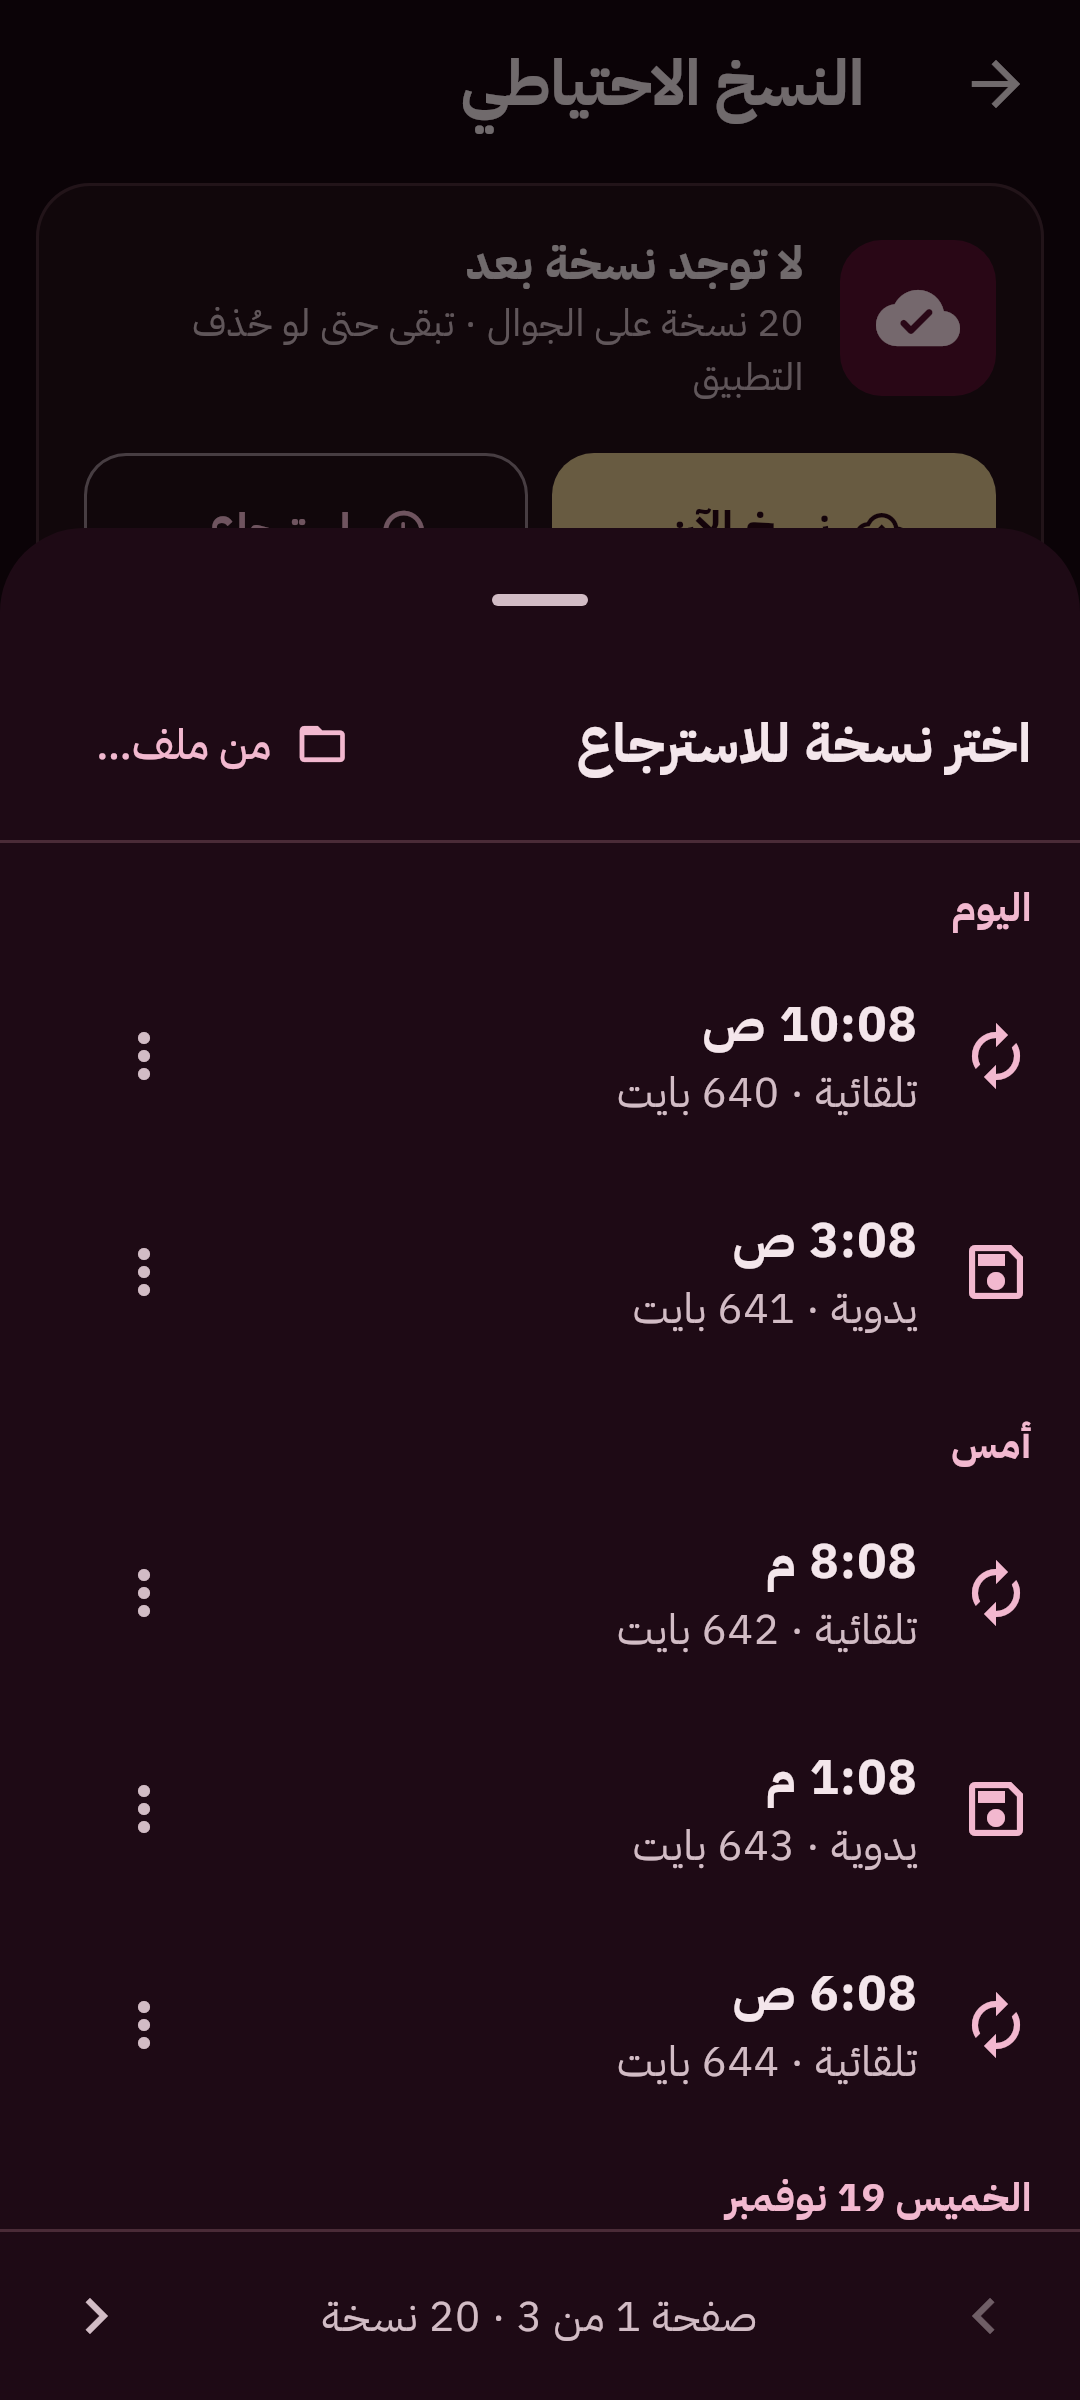 النسخ الاحتياطي
لا توجد نسخة بعد
20 نسخة على الجوال · تبقى حتى لو حُذف
التطبيق
اختر نسخة للاسترجاع
من ملف...
اليوم
10:08 ص
تلقائية · 640 بايت
3:08 ص
يدوية · 641 بايت
أمس
8:08 م
تلقائية · 642 بايت
1:08 م
يدوية · 643 بايت
6:08 ص
تلقائية · 644 بايت
الخميس 19 نوفمبر
صفحة 1 من 3 · 20 نسخة